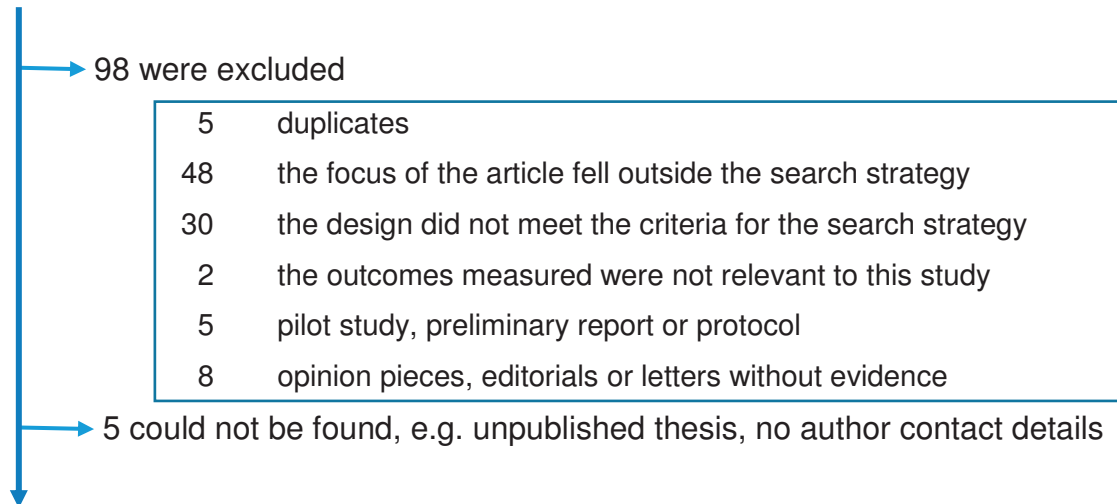 98 were excluded
5 duplicates
48 the focus of the article fell outside the search strategy
30 the design did not meet the criteria for the search strategy
2 the outcomes measured were not relevant to this study
5 pilot study, preliminary report or protocol
8 opinion pieces, editorials or letters without evidence
5 could not be found, e.g. unpublished thesis, no author contact details